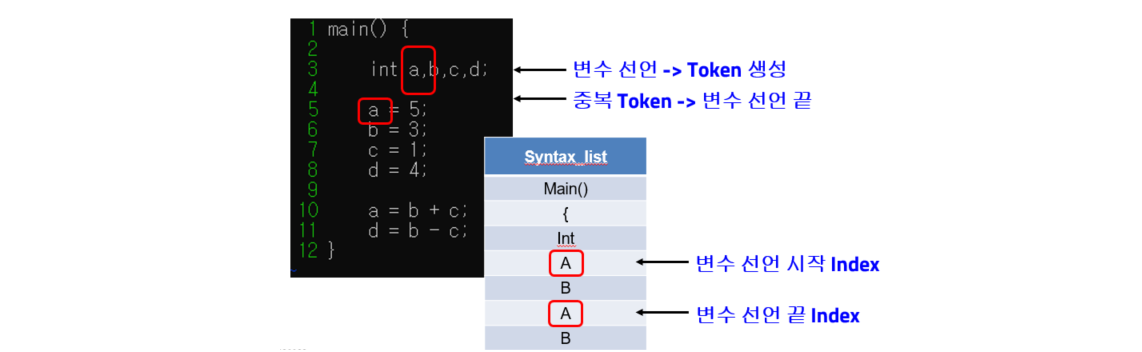 1 main() {
2
3 int a,b,c,d;
4
5 a = 5;
6 b = 3;
7 c = 1;
8 d = 4;
9
10 a = b + c;
11 d = b - c;
12 }
~
변수 선언 -> Token 생성
중복 Token -> 변수 선언 끝
Syntax_list
Main()
{
Int
A
B
A
B
변수 선언 시작 Index
변수 선언 끝 Index